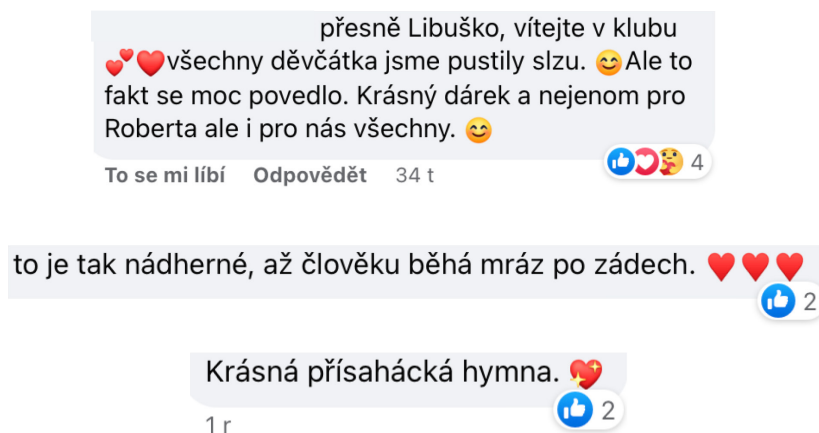 přesně Libuško, vítejte v klubu
💕❤️všechny děvčátka jsme pustily slzu. 😊Ale to
fakt se moc povedlo. Krásný dárek a nejenom pro
Roberta ale i pro nás všechny. 😊
4
To se mi líbí Odpovědět 34 t
to je tak nádherné, až člověku běhá mráz po zádech. ❤️❤️❤️
2
Krásná přísahácká hymna. 💖
2
1 r